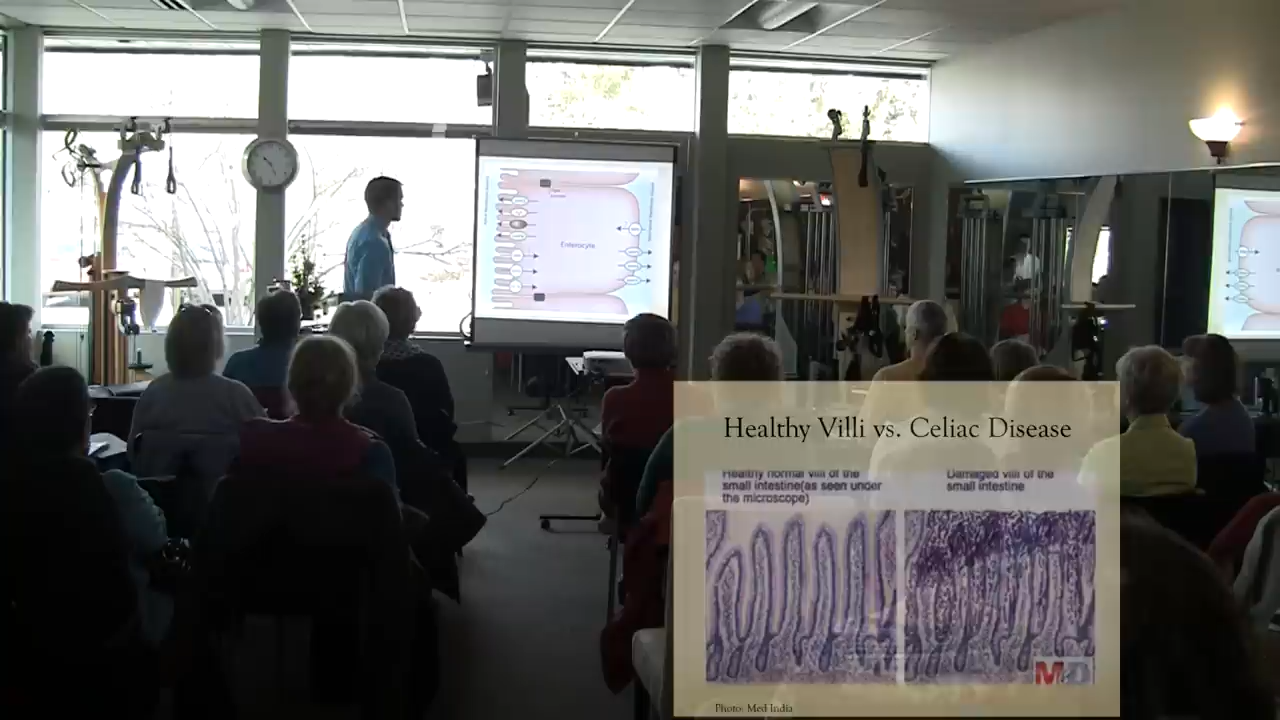 Enterocyte
Healthy Villi vs. Celiac Disease
Healthy normal villi of the
small intestine(as seen under
the microscope)
Damaged villi of the
small intestine
Photo: Med India